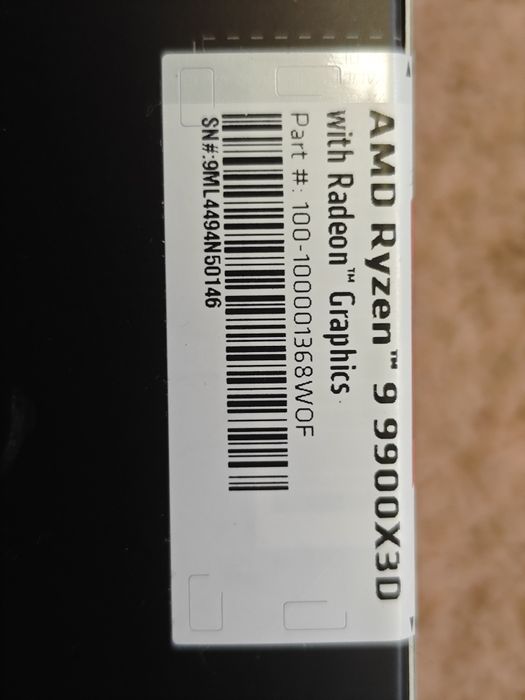 AMD Ryzen™ 9 9900X3D
with Radeon™ Graphics
Part #: 100-100001368WOF
SN#:9ML4494N50146